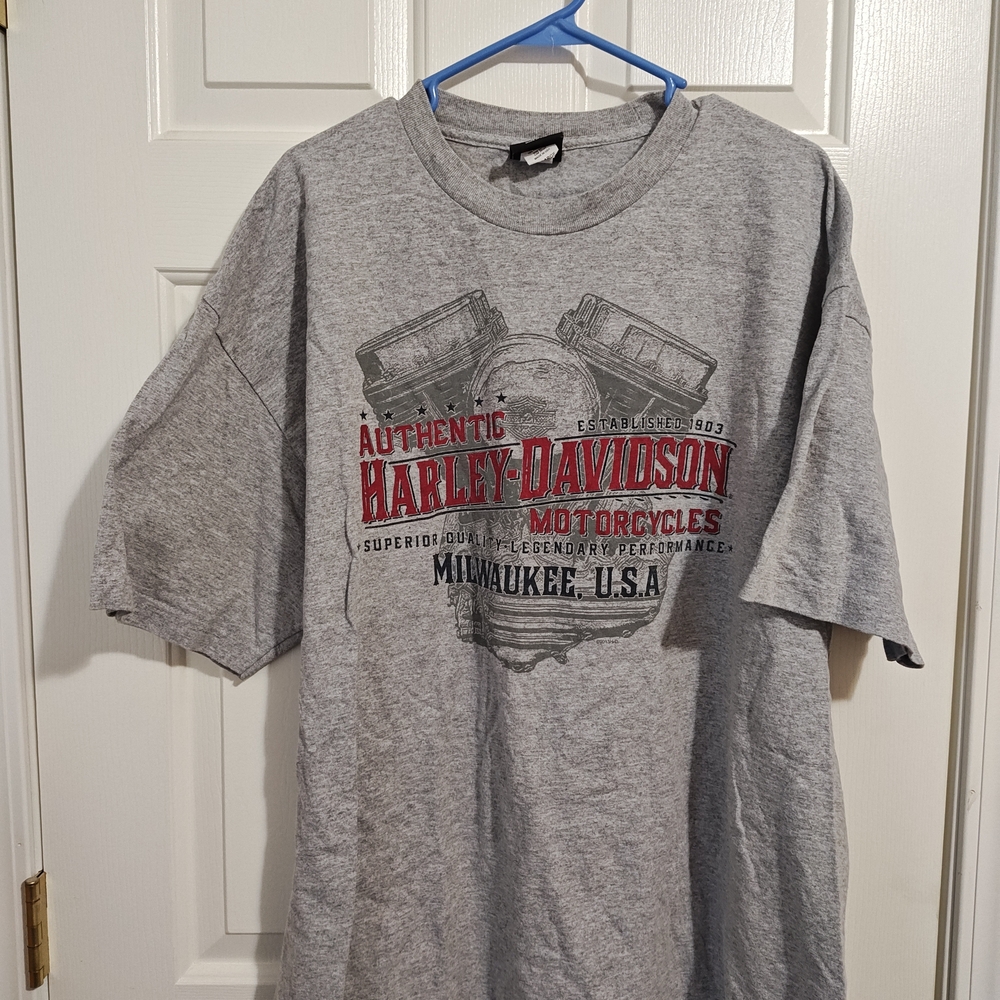 AUTHENTIC
ESTABLISHED 1903
HARLEY-DAVIDSON
MOTORCYCLES
SUPERIOR QUALITY-LEGENDARY PERFORMANCE
MILWAUKEE, U.S.A